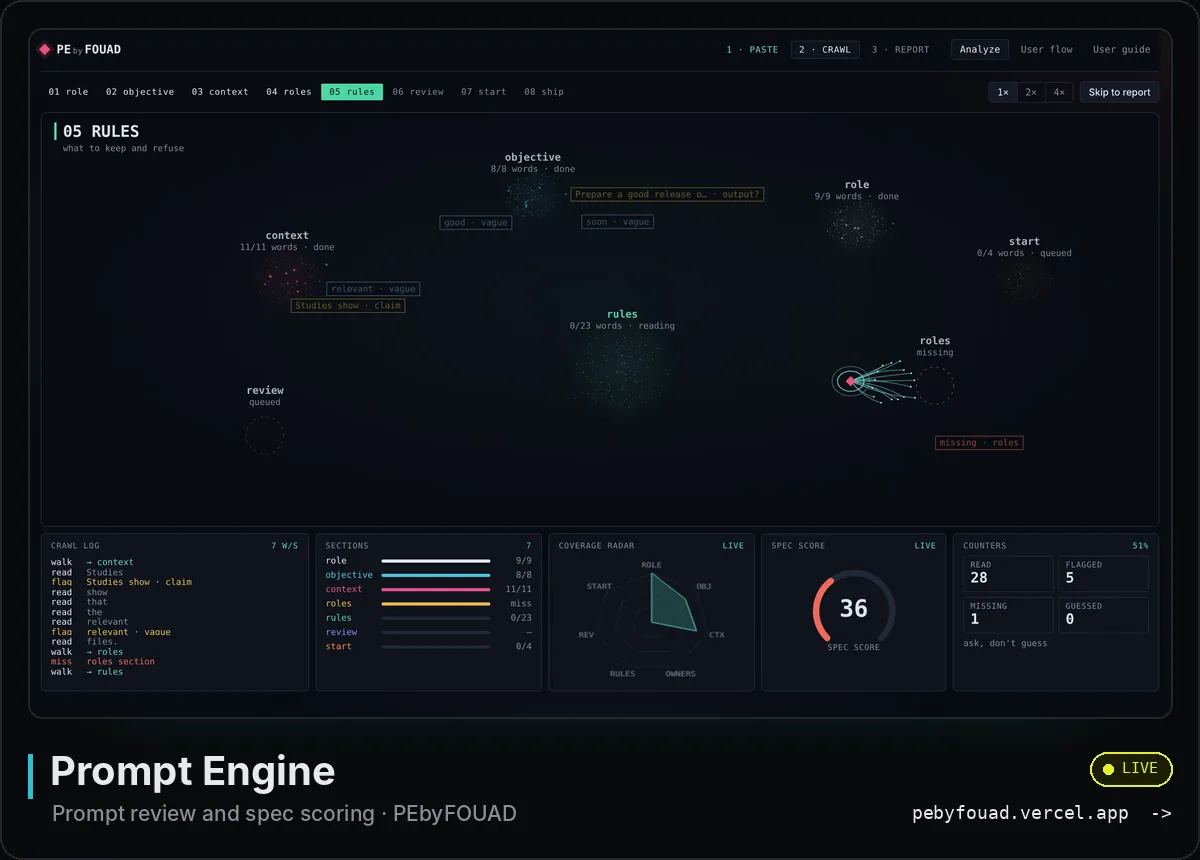 PE by FOUAD
1 · PASTE 2 · CRAWL 3 · REPORT Analyze User flow User guide
01 role 02 objective 03 context 04 roles 05 rules 06 review 07 start 08 ship
1× 2× 4× Skip to report
05 RULES
what to keep and refuse
objective
8/8 words · done
Prepare a good release o… · output?
good · vague
soon · vague
role
9/9 words · done
context
11/11 words · done
relevant · vague
Studies show · claim
start
0/4 words · queued
rules
0/23 words · reading
roles
missing
missing · roles
review
queued
CRAWL LOG 7 W/S
walk → context
read Studies
flag Studies show · claim
read show
read that
read the
read relevant
flag relevant · vague
read files.
walk → roles
miss roles section
walk → rules
SECTIONS 7
role 9/9
objective 8/8
context 11/11
roles miss
rules 0/23
review —
start 0/4
COVERAGE RADAR LIVE
ROLE
START OBJ
REV CTX
RULES OWNERS
SPEC SCORE LIVE
36
SPEC SCORE
COUNTERS 51%
READ
28
FLAGGED
5
MISSING
1
GUESSED
0
ask, don't guess
Prompt Engine
LIVE
Prompt review and spec scoring · PEbyFOUAD
pebyfouad.vercel.app ->